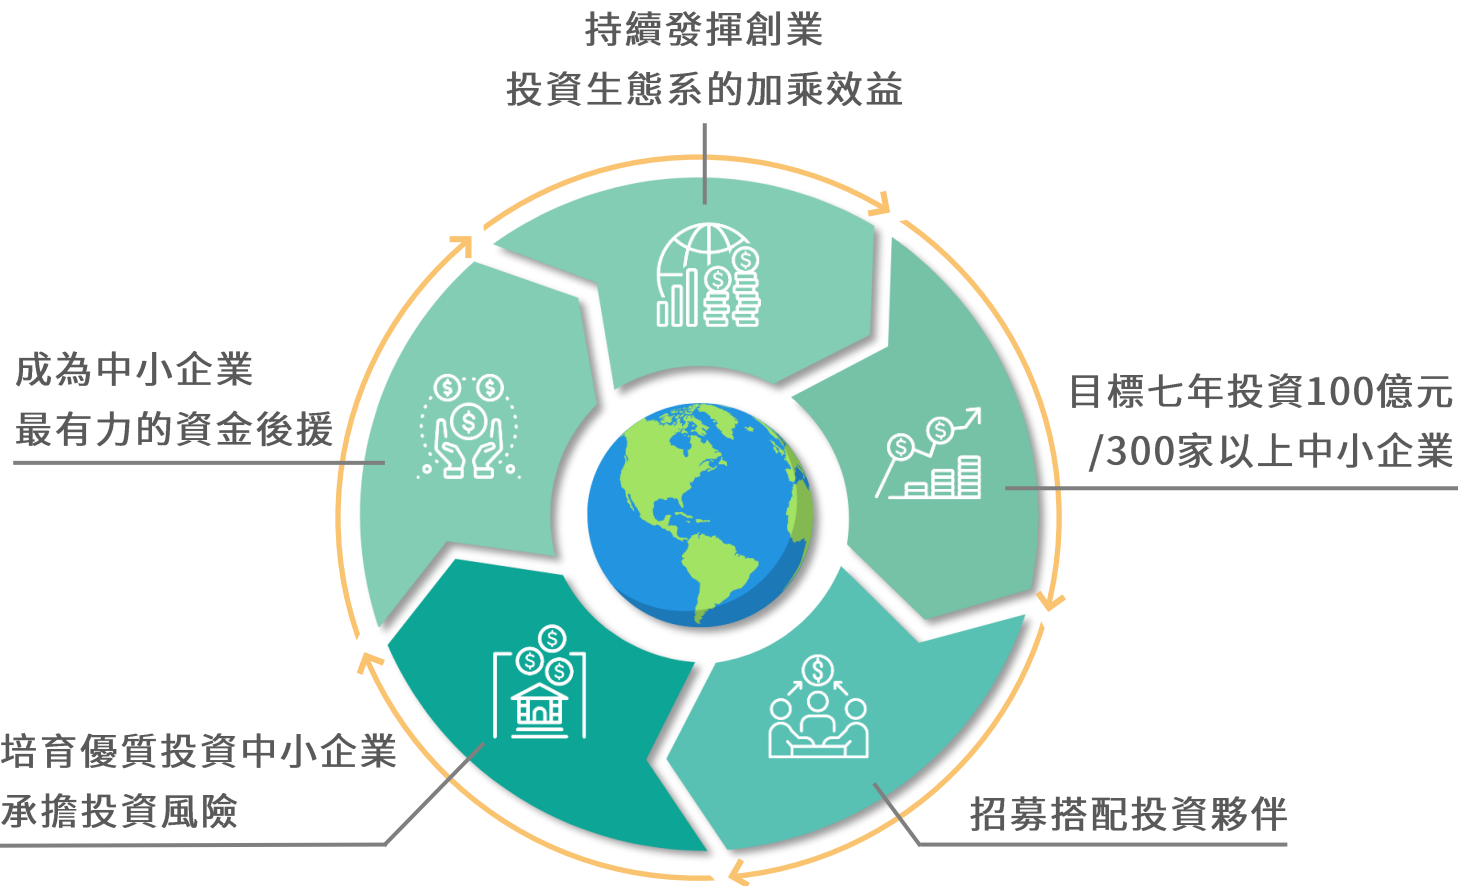 持續發揮創業
投資生態系的加乘效益
目標七年投資100億元
/300家以上中小企業
招募搭配投資夥伴
培育優質投資中小企業
承擔投資風險
成為中小企業
最有力的資金後援